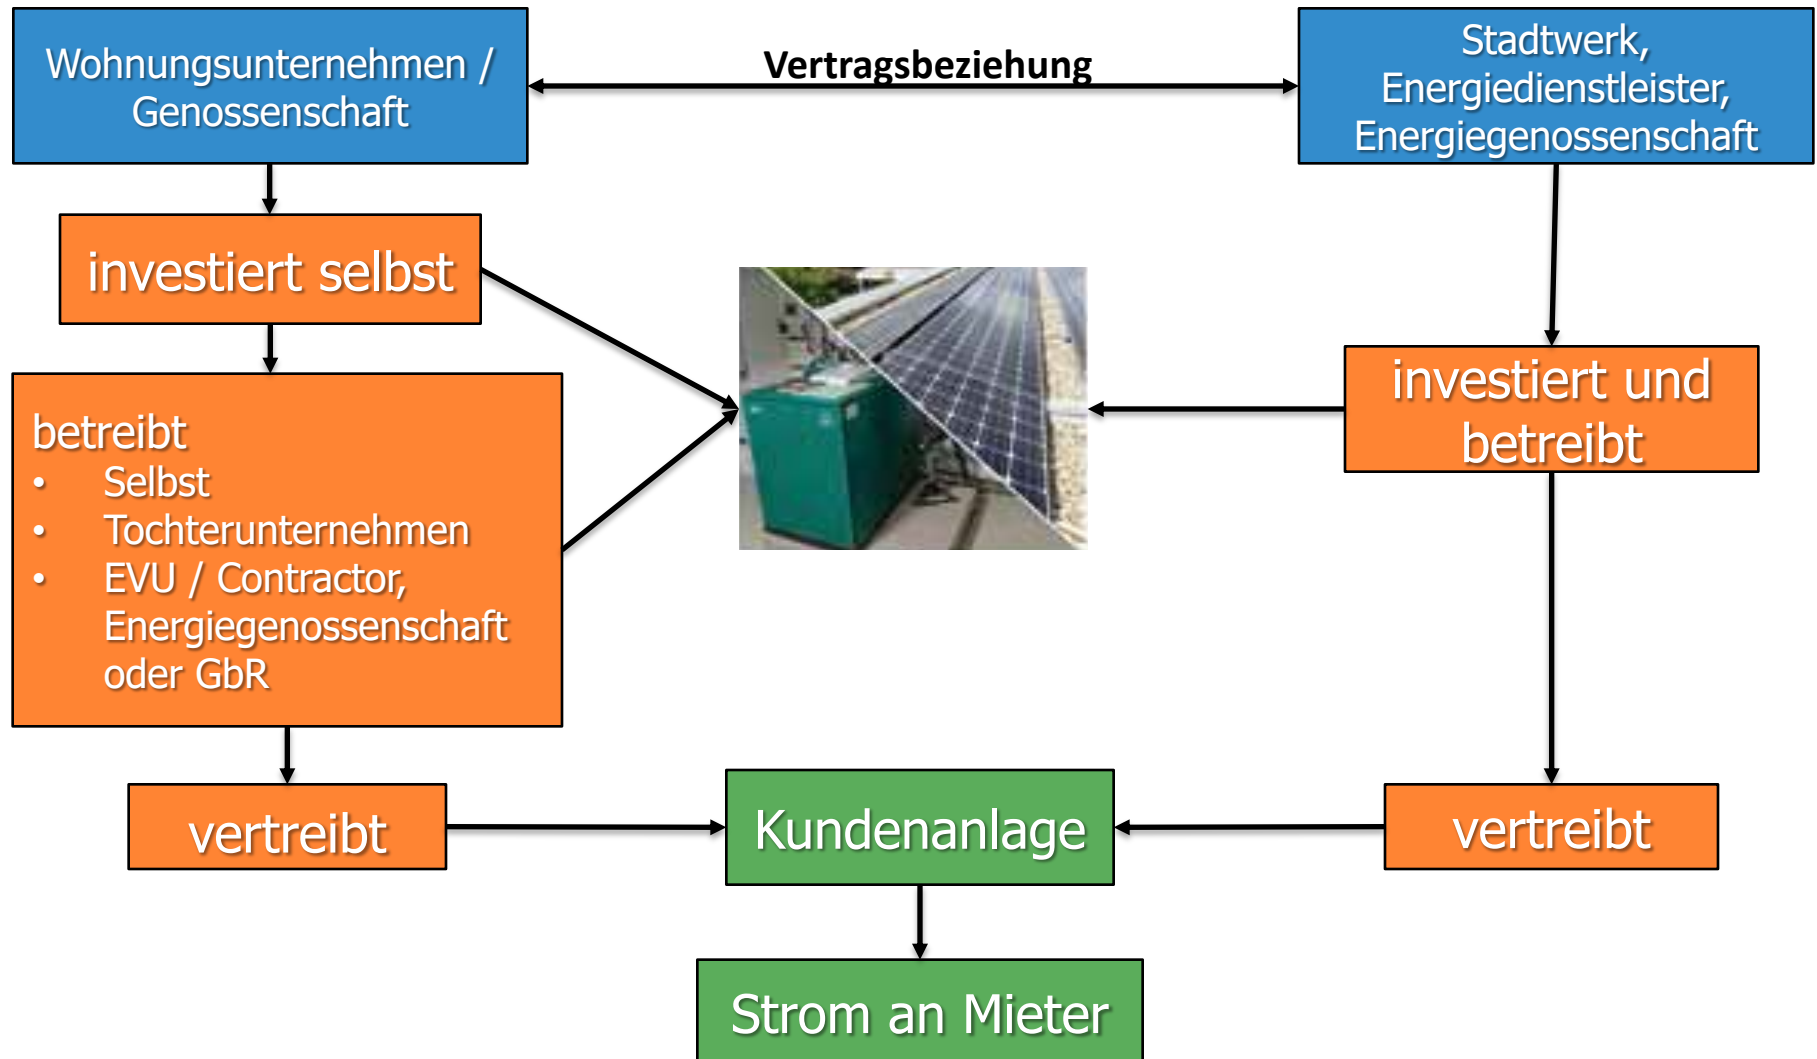 Wohnungsunternehmen /
Genossenschaft
Vertragsbeziehung
Stadtwerk,
Energiedienstleister,
Energiegenossenschaft
investiert selbst
betreibt
• Selbst
• Tochterunternehmen
• EVU / Contractor,
Energiegenossenschaft
oder GbR
investiert und
betreibt
vertreibt
Kundenanlage
vertreibt
Strom an Mieter